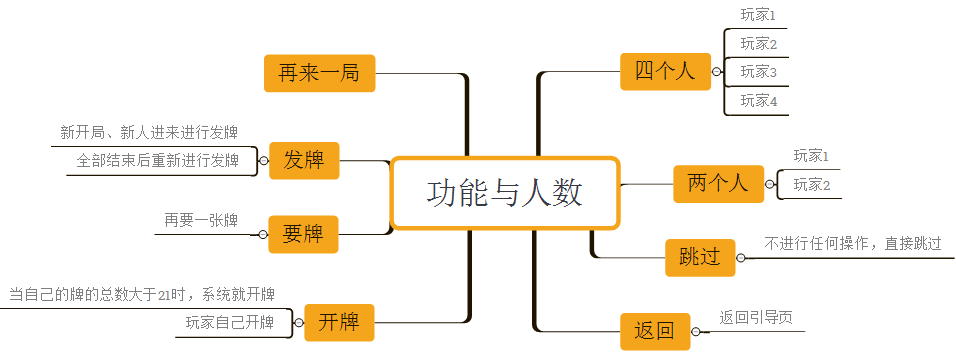 功能与人数
四个人
玩家1
玩家2
玩家3
玩家4
两个人
玩家1
玩家2
跳过
不进行任何操作，直接跳过
返回
返回引导页
再来一局
发牌
新开局、新人进来进行发牌
全部结束后重新进行发牌
要牌
再要一张牌
开牌
当自己的牌的总数大于21时，系统就开牌
玩家自己开牌